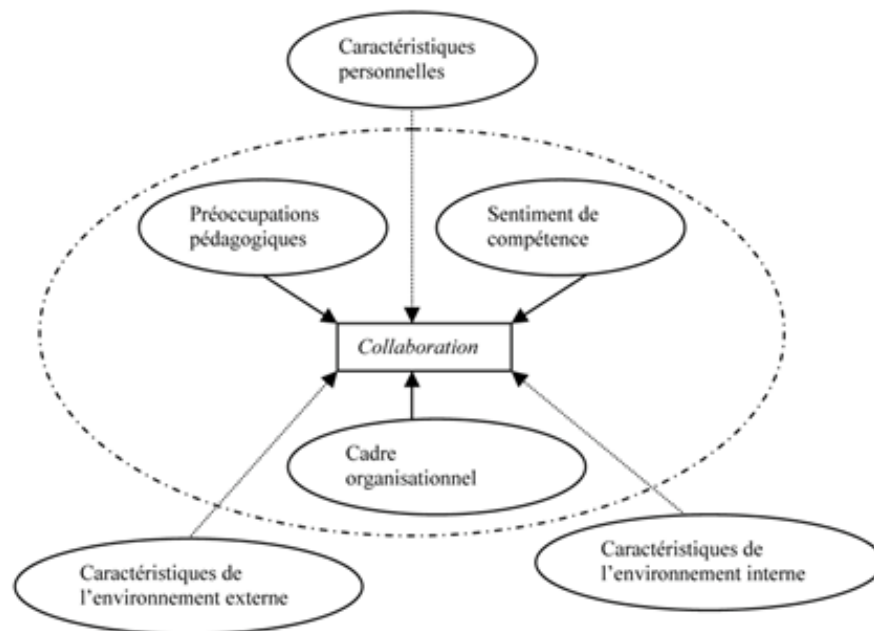 Caractéristiques
personnelles
Préoccupations
pédagogiques
Sentiment de
compétence
Collaboration
Cadre
organisationnel
Caractéristiques de
l'environnement externe
Caractéristiques de
l'environnement interne